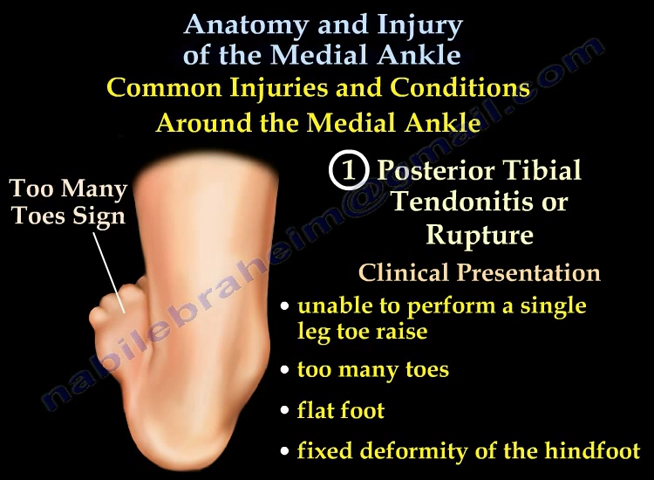 Anatomy and Injury
of the Medial Ankle
Common Injuries and Conditions
Around the Medial Ankle
Too Many
Toes Sign
1 Posterior Tibial
Tendonitis or
Rupture
Clinical Presentation
• unable to perform a single
leg toe raise
• too many toes
• flat foot
• fixed deformity of the hindfoot
nabilebraheim@gmail.com